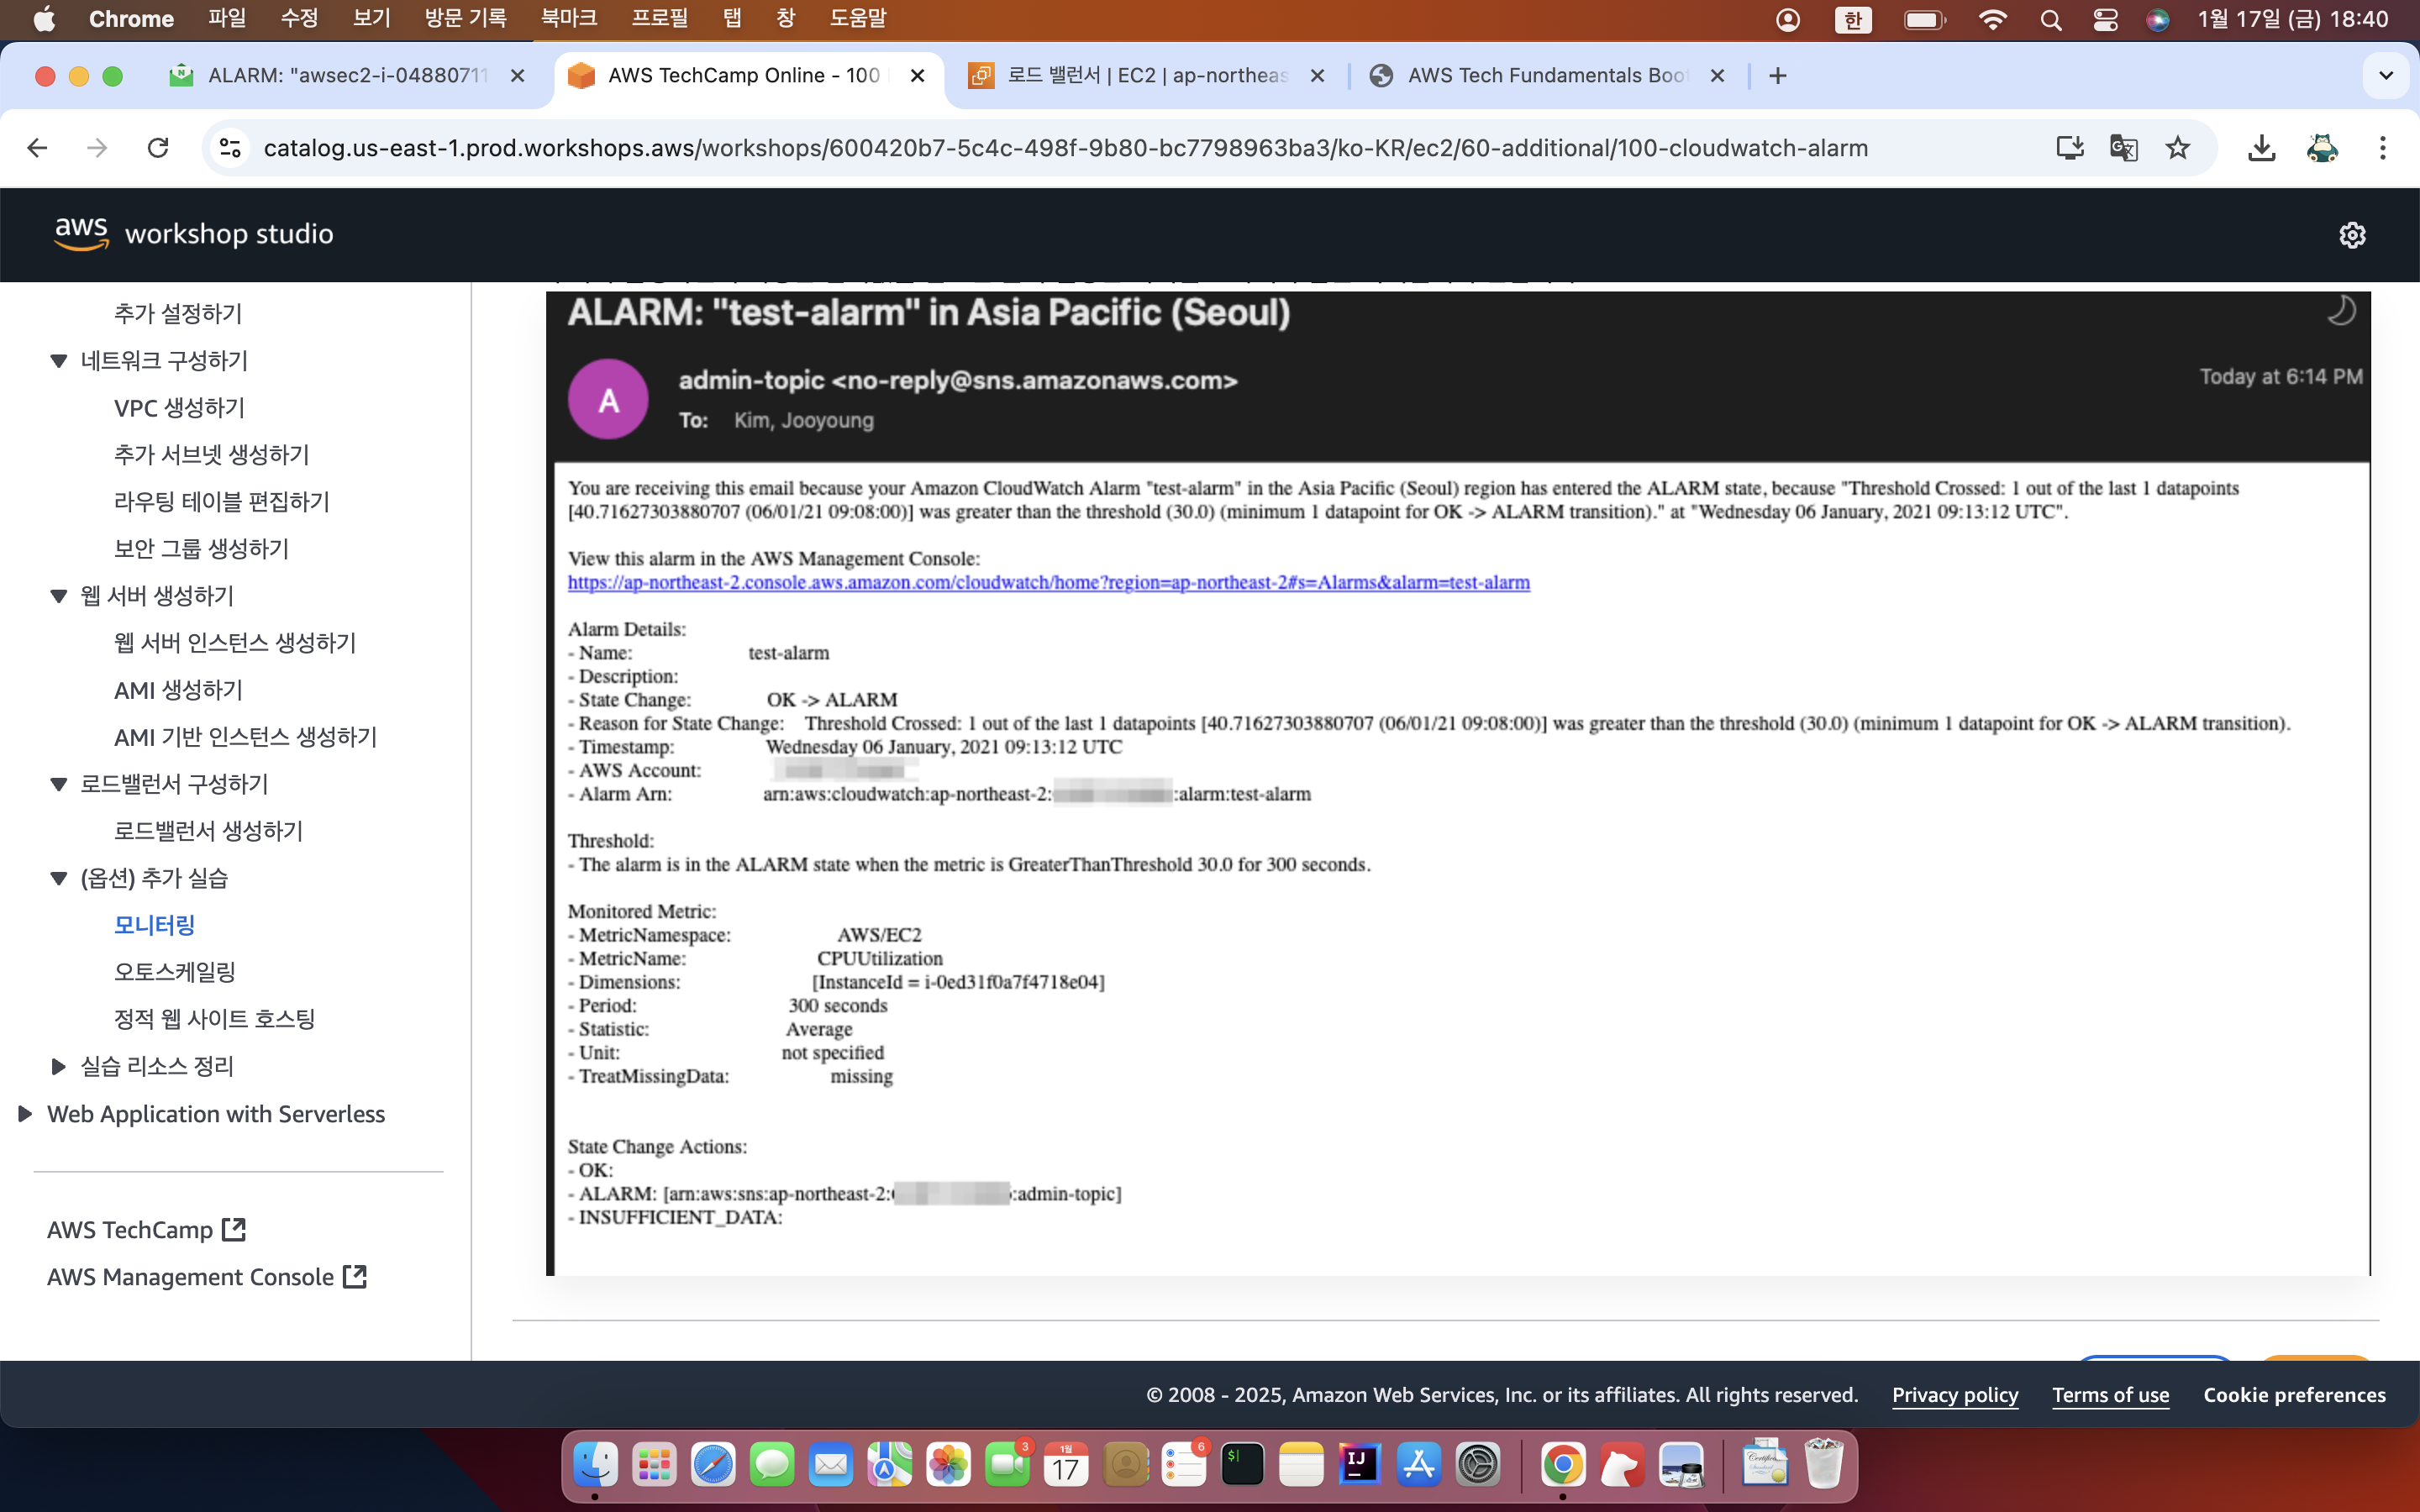 Chrome 파일 수정 보기 방문 기록 북마크 프로필 탭 창 도움말 한 1월 17일 (금) 18:40
ALARM: "awsec2-i-04880711 AWS TechCamp Online - 100 로드 밸런서 | EC2 | ap-northeas AWS Tech Fundamentals Boo
catalog.us-east-1.prod.workshops.aws/workshops/600420b7-5c4c-498f-9b80-bc7798963ba3/ko-KR/ec2/60-additional/100-cloudwatch-alarm
aws workshop studio
추가 설정하기
네트워크 구성하기
VPC 생성하기
추가 서브넷 생성하기
라우팅 테이블 편집하기
보안 그룹 생성하기
웹 서버 생성하기
웹 서버 인스턴스 생성하기
AMI 생성하기
AMI 기반 인스턴스 생성하기
로드밸런서 구성하기
로드밸런서 생성하기
(옵션) 추가 실습
모니터링
오토스케일링
정적 웹 사이트 호스팅
실습 리소스 정리
Web Application with Serverless
AWS TechCamp
AWS Management Console
ALARM: "test-alarm" in Asia Pacific (Seoul)
A
admin-topic <no-reply@sns.amazonaws.com>
Today at 6:14 PM
To: Kim, Jooyoung
You are receiving this email because your Amazon CloudWatch Alarm "test-alarm" in the Asia Pacific (Seoul) region has entered the ALARM state, because "Threshold Crossed: 1 out of the last 1 datapoints
[40.71627303880707 (06/01/21 09:08:00)] was greater than the threshold (30.0) (minimum 1 datapoint for OK -> ALARM transition)." at "Wednesday 06 January, 2021 09:13:12 UTC".
View this alarm in the AWS Management Console:
https://ap-northeast-2.console.aws.amazon.com/cloudwatch/home?region=ap-northeast-2#s=Alarms&alarm=test-alarm
Alarm Details:
- Name: test-alarm
- Description:
- State Change: OK -> ALARM
- Reason for State Change: Threshold Crossed: 1 out of the last 1 datapoints [40.71627303880707 (06/01/21 09:08:00)] was greater than the threshold (30.0) (minimum 1 datapoint for OK -> ALARM transition).
- Timestamp: Wednesday 06 January, 2021 09:13:12 UTC
- AWS Account:
- Alarm Arn: arn:aws:cloudwatch:ap-northeast-2: :alarm:test-alarm
Threshold:
- The alarm is in the ALARM state when the metric is GreaterThanThreshold 30.0 for 300 seconds.
Monitored Metric:
- MetricNamespace: AWS/EC2
- MetricName: CPUUtilization
- Dimensions: [InstanceId = i-0ed31f0a7f4718e04]
- Period: 300 seconds
- Statistic: Average
- Unit: not specified
- TreatMissingData: missing
State Change Actions:
- OK:
- ALARM: [arn:aws:sns:ap-northeast-2: :admin-topic]
- INSUFFICIENT_DATA:
© 2008 - 2025, Amazon Web Services, Inc. or its affiliates. All rights reserved. Privacy policy Terms of use Cookie preferences
3 1월 17 6 $ IJ